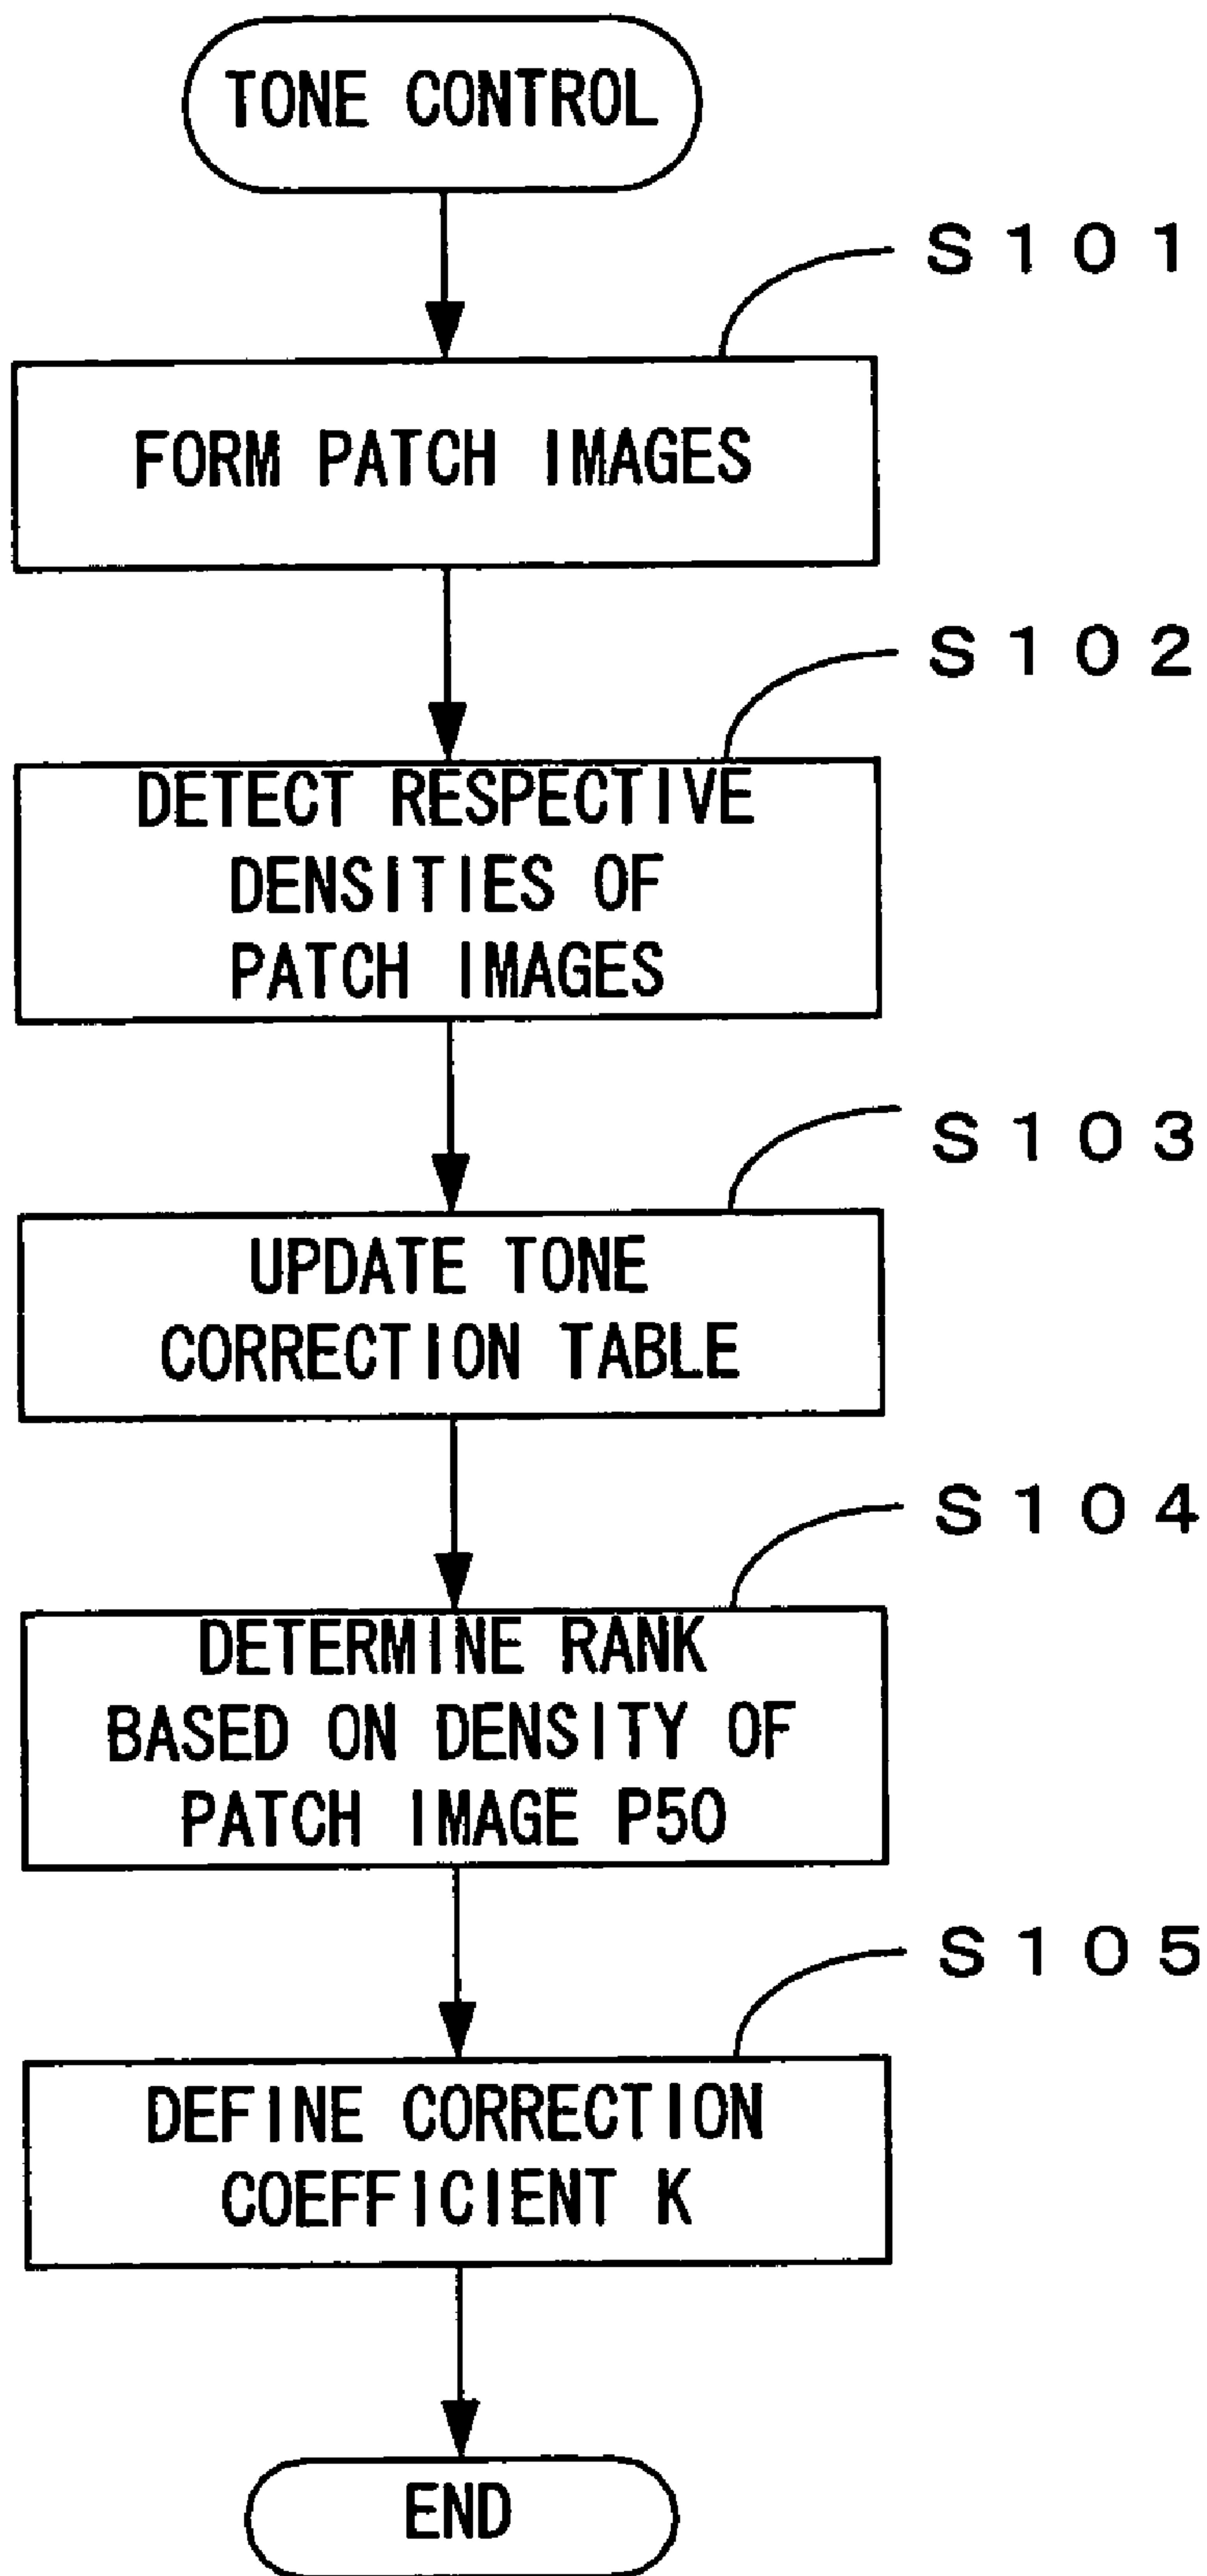 TONE CONTROL
S101
FORM PATCH IMAGES
S102
DETECT RESPECTIVE
DENSITIES OF
PATCH IMAGES
S103
UPDATE TONE
CORRECTION TABLE
S104
DETERMINE RANK
BASED ON DENSITY OF
PATCH IMAGE P50
S105
DEFINE CORRECTION
COEFFICIENT K
END